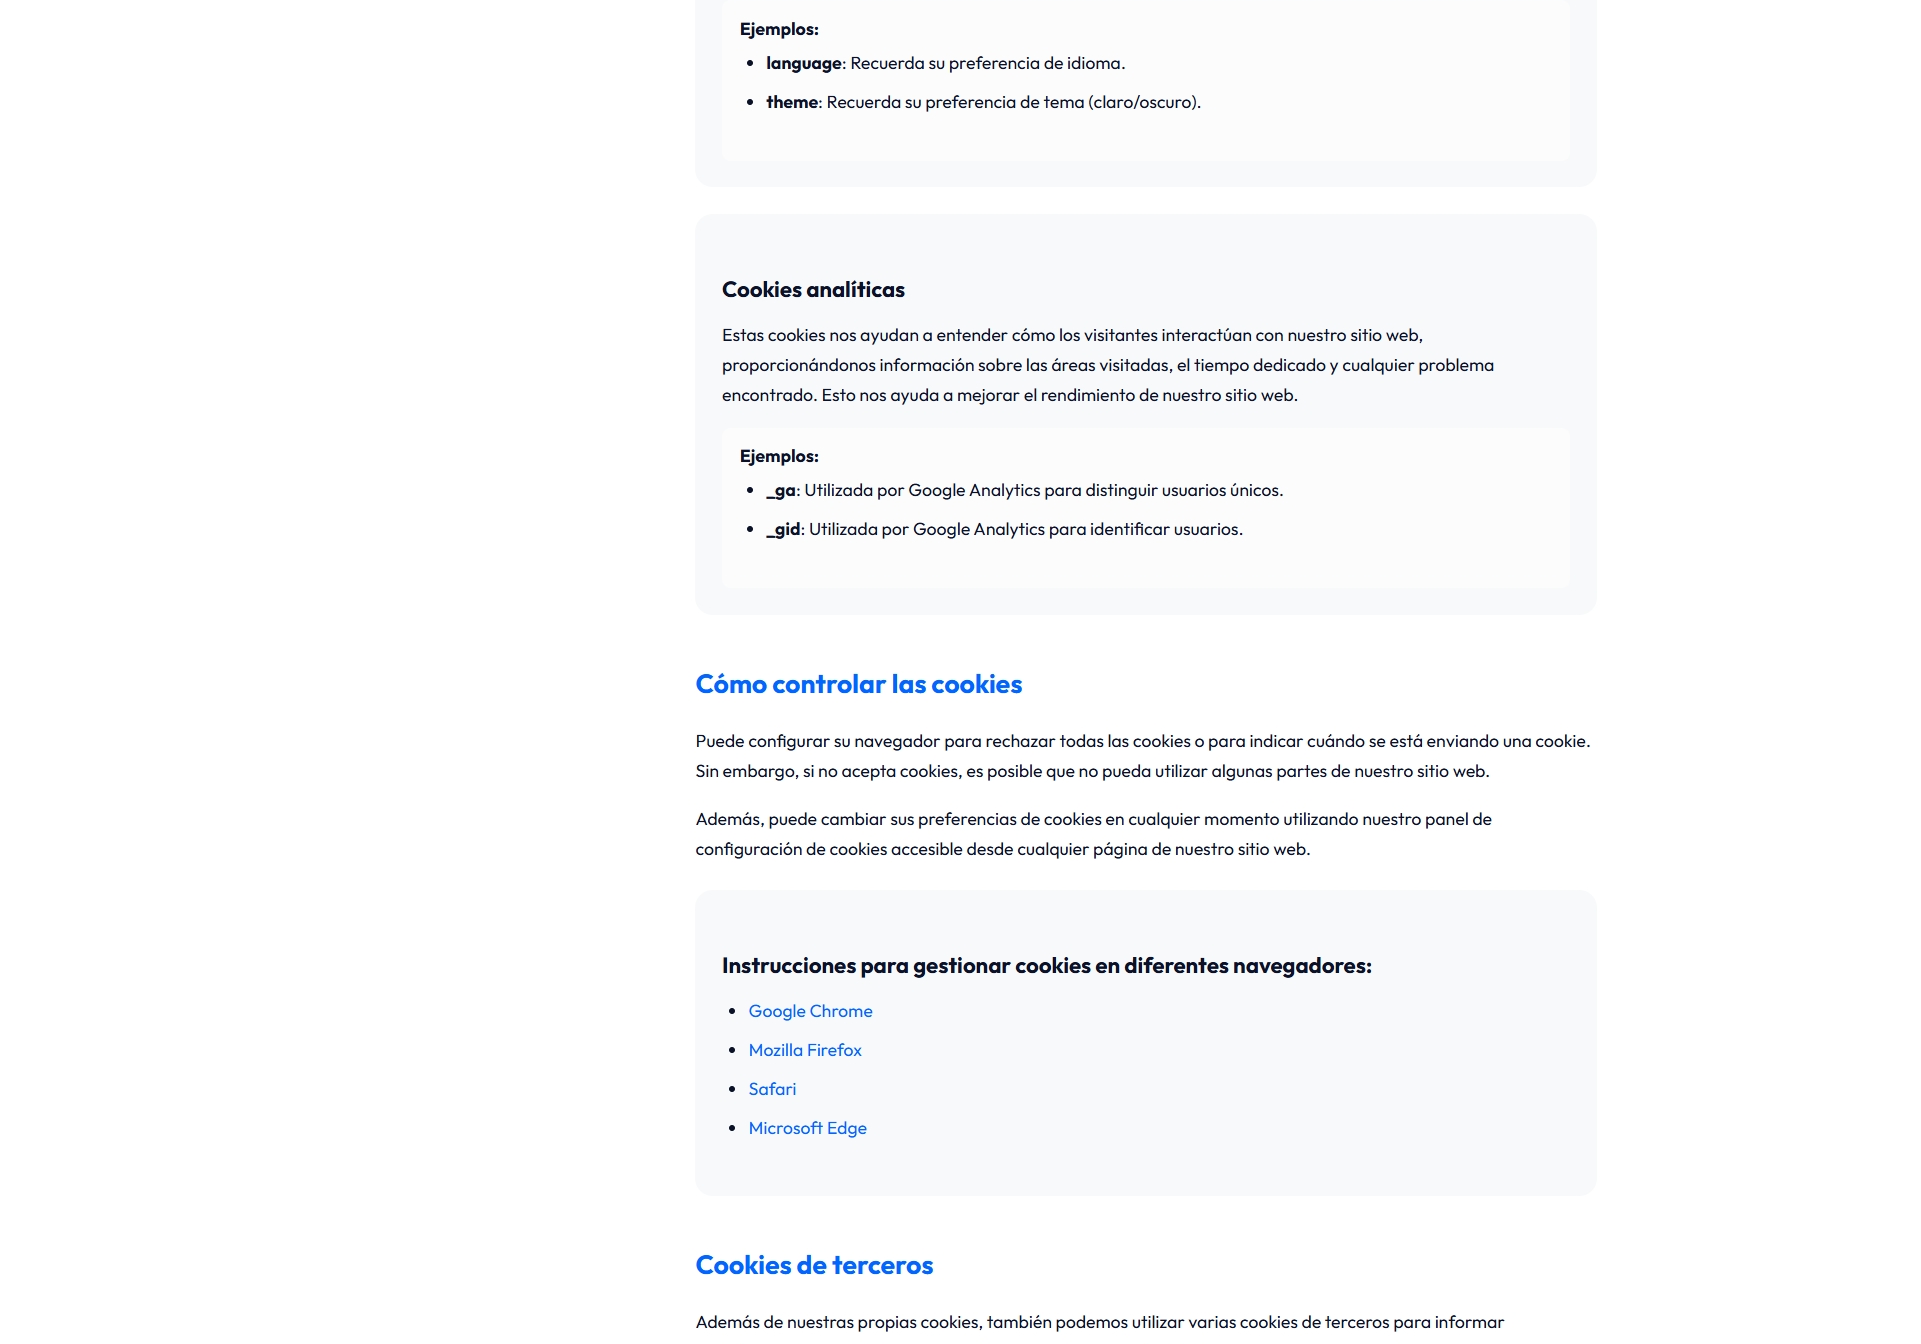 Ejemplos:
language: Recuerda su preferencia de idioma.
theme: Recuerda su preferencia de tema (claro/oscuro).
Cookies analíticas
Estas cookies nos ayudan a entender cómo los visitantes interactúan con nuestro sitio web,
proporcionándonos información sobre las áreas visitadas, el tiempo dedicado y cualquier problema
encontrado. Esto nos ayuda a mejorar el rendimiento de nuestro sitio web.
Ejemplos:
_ga: Utilizada por Google Analytics para distinguir usuarios únicos.
_gid: Utilizada por Google Analytics para identificar usuarios.
Cómo controlar las cookies
Puede configurar su navegador para rechazar todas las cookies o para indicar cuándo se está enviando una cookie.
Sin embargo, si no acepta cookies, es posible que no pueda utilizar algunas partes de nuestro sitio web.
Además, puede cambiar sus preferencias de cookies en cualquier momento utilizando nuestro panel de
configuración de cookies accesible desde cualquier página de nuestro sitio web.
Instrucciones para gestionar cookies en diferentes navegadores:
Google Chrome
Mozilla Firefox
Safari
Microsoft Edge
Cookies de terceros
Además de nuestras propias cookies, también podemos utilizar varias cookies de terceros para informar